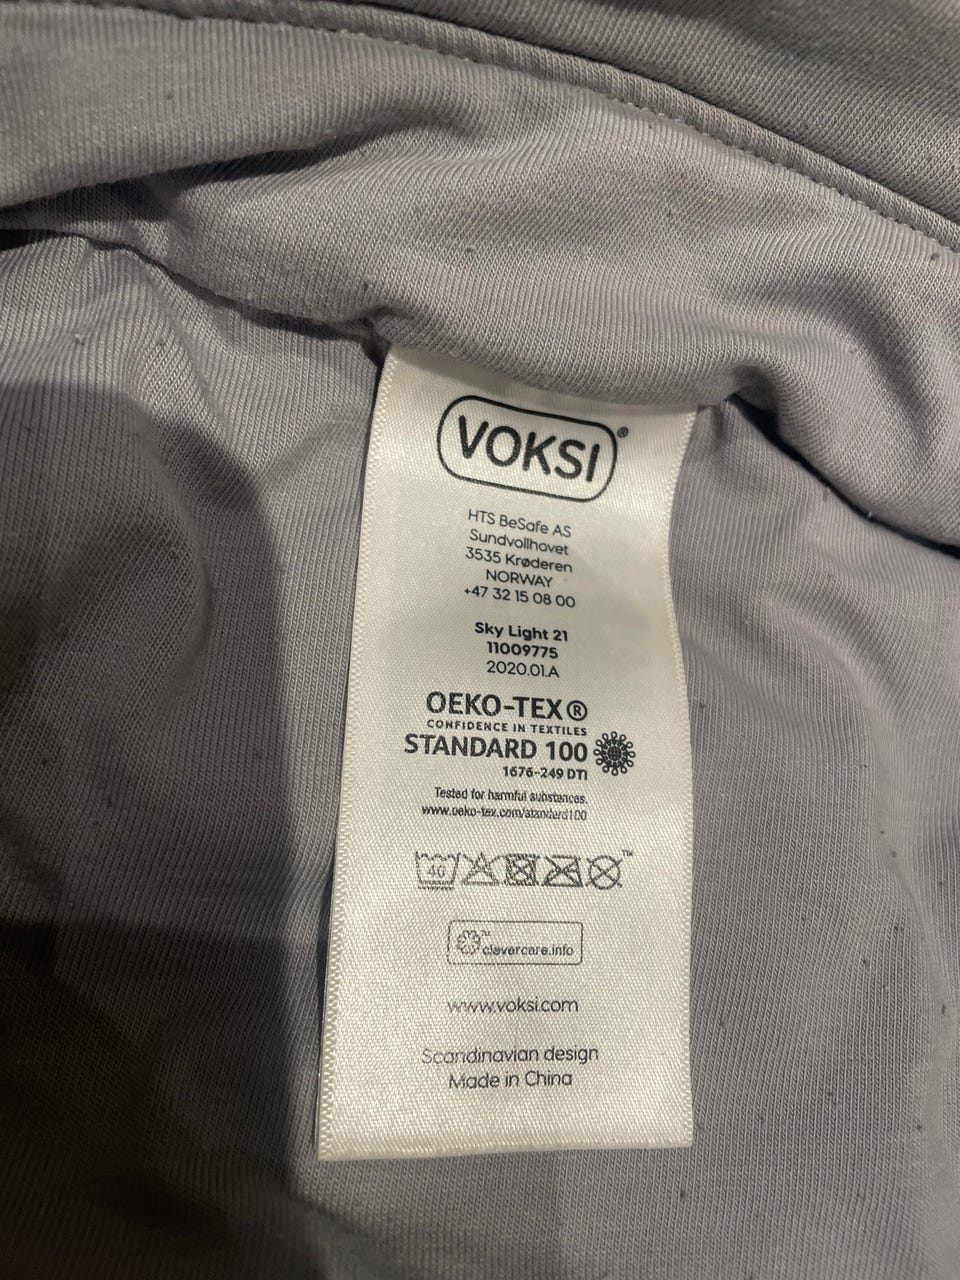 VOKSI®
HTS BeSafe AS
Sundvollhovet
3535 Krøderen
NORWAY
+47 32 15 08 00
Sky Light 21
11009775
2020.01.A
OEKO-TEX®
CONFIDENCE IN TEXTILES
STANDARD 100
1676-249 DTI
Tested for harmful substances.
www.oeko-tex.com/standard100
40 ™
™ clevercare.info
www.voksi.com
Scandinavian design
Made in China